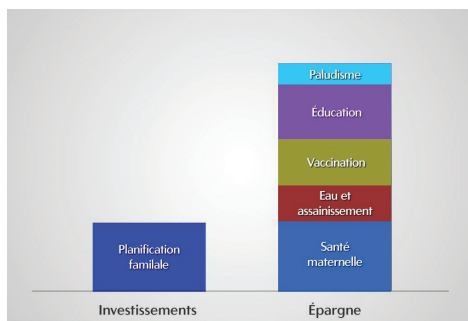 Paludisme
Éducation
Vaccination
Eau et
assainissement
Planification
familale
Santé
maternelle
Investissements
Épargne